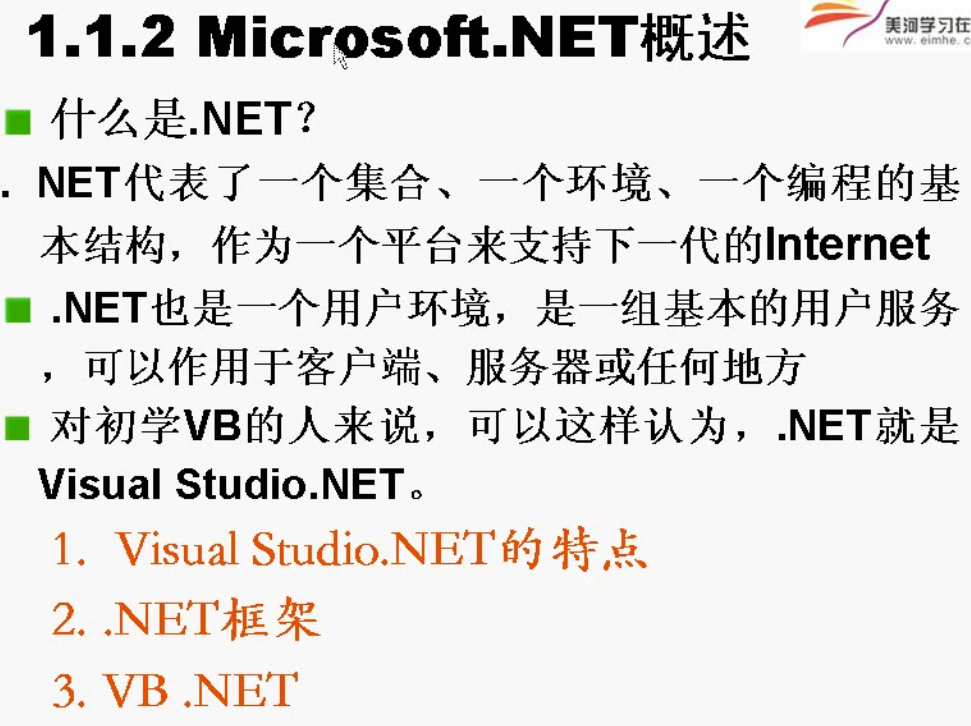 1.1.2 Microsoft.NET概述
美河学习在
www. eimhe. c
什么是.NET？
. NET代表了一个集合、一个环境、一个编程的基
本结构，作为一个平台来支持下一代的Internet
.NET也是一个用户环境，是一组基本的用户服务
，可以作用于客户端、服务器或任何地方
对初学VB的人来说，可以这样认为，.NET就是
Visual Studio.NET。
1. Visual Studio.NET的特点
2. .NET框架
3. VB .NET